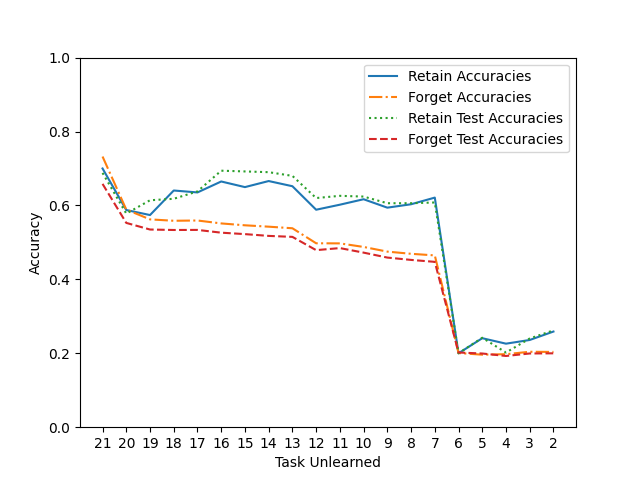 1.0
0.8
0.6
0.4
0.2
0.0
Accuracy
Retain Accuracies
Forget Accuracies
Retain Test Accuracies
Forget Test Accuracies
21 20 19 18 17 16 15 14 13 12 11 10 9 8 7 6 5 4 3 2
Task Unlearned